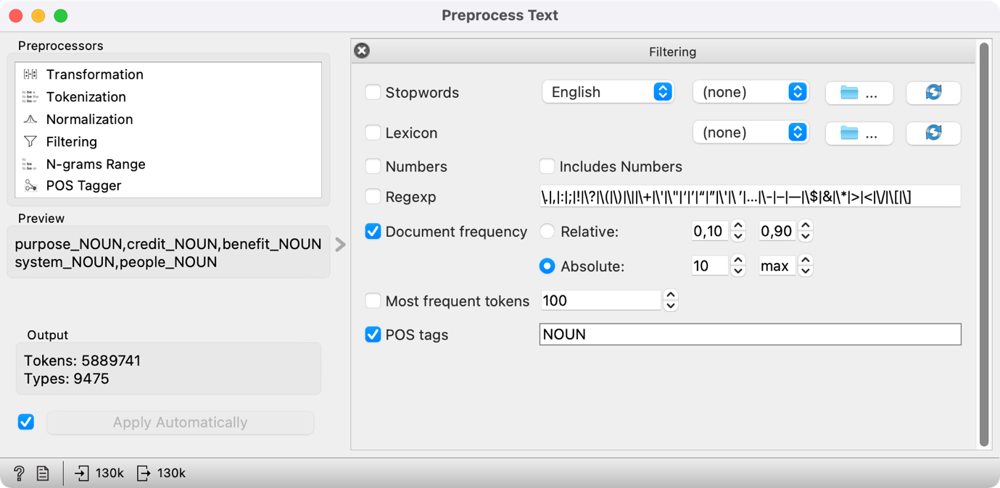 Preprocess Text
Preprocessors
Transformation
Tokenization
Normalization
Filtering
N-grams Range
POS Tagger
Preview
purpose_NOUN,credit_NOUN,benefit_NOUN
system_NOUN,people_NOUN
Output
Tokens: 5889741
Types: 9475
Apply Automatically
Filtering
Stopwords English (none) ...
Lexicon (none) ...
Numbers Includes Numbers
Regexp \.|,|:|;|!|\?|\(|\)|\||\+|\'|\"|‘|’|“|”|\'|\ ’|…|\-|–|—|\$|&|\*|>|<|\/|\[|\]
Document frequency Relative: 0,10 0,90
Absolute: 10 max
Most frequent tokens 100
POS tags NOUN
? 130k 130k